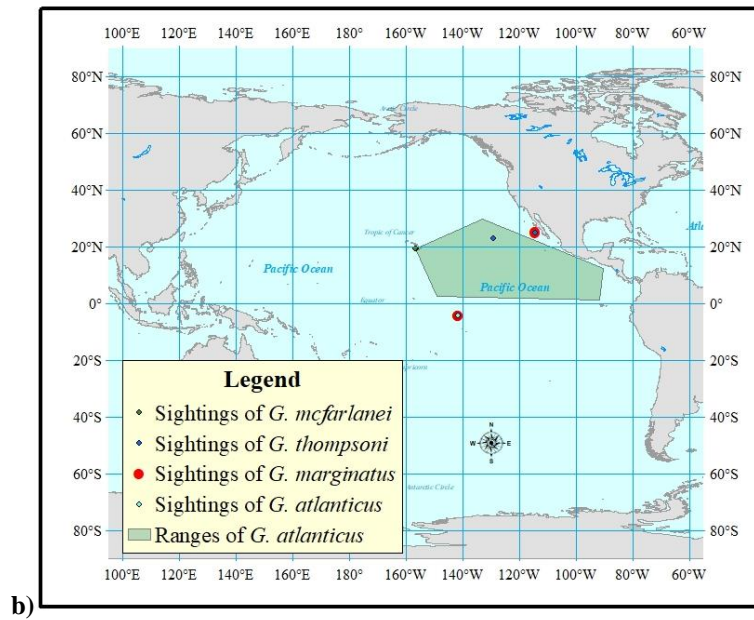 100°E 120°E 140°E 160°E 180° 160°W 140°W 120°W 100°W 80°W 60°W
80°N 80°N
Arctic Circle
60°N 60°N
40°N 40°N
Tropic of Cancer
20°N 20°N
Pacific Ocean
Pacific Ocean
Equator
0° 0°
20°S 20°S
Legend
Sightings of G. mcfarlanei
40°S 40°S
Sightings of G. thompsoni
N
W E
S
Sightings of G. marginatus
60°S 60°S
Antarctic Circle
Sightings of G. atlanticus
Ranges of G. atlanticus
80°S 80°S
100°E 120°E 140°E 160°E 180° 160°W 140°W 120°W 100°W 80°W 60°W
b)